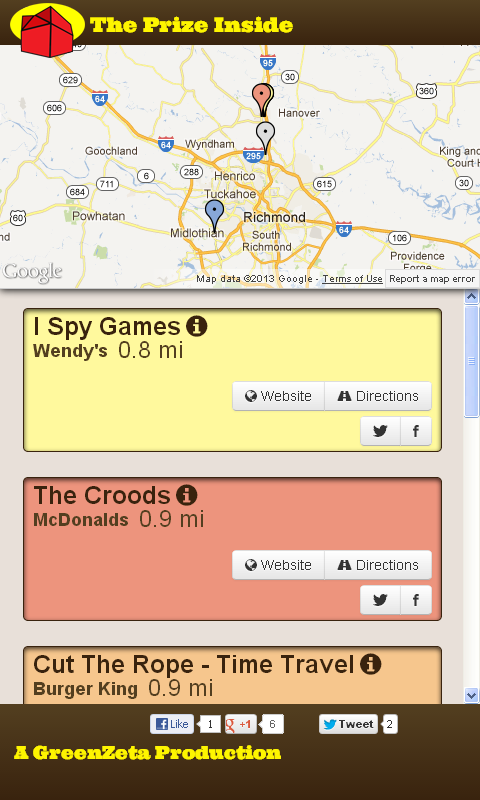 The Prize Inside
95
30
629
64
360
606
Hanover
Goochland
64
Wyndham
295
King and
Court H
6
288
Henrico
711
684
Tuckahoe
615
30
60
Powhatan
Richmond
64
Midlothian
South
Richmond
106
nd
Providence
Forge
Google
Map data ©2013 Google - Terms of Use
Report a map error
I Spy Games
Wendy's 0.8 mi
Website Directions
f
The Croods
McDonalds 0.9 mi
Website Directions
f
Cut The Rope - Time Travel
Burger King 0.9 mi
Like 1 +1 6 Tweet 2
A GreenZeta Production